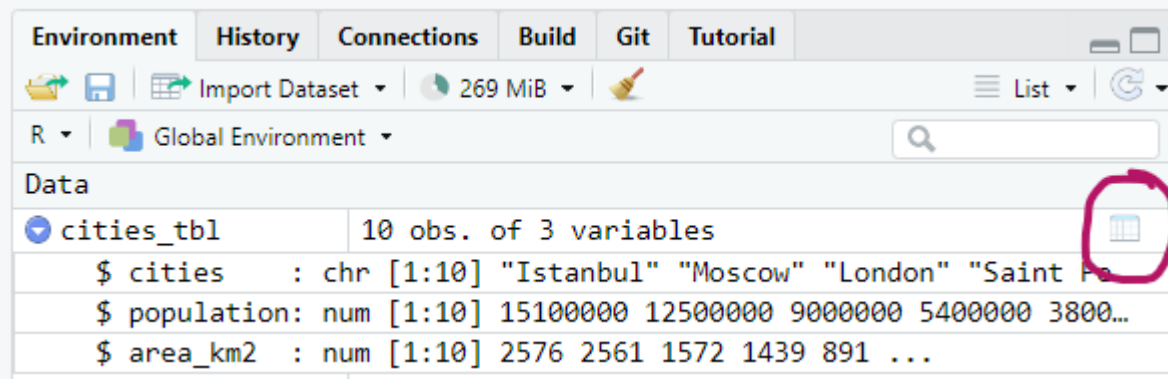 Environment History Connections Build Git Tutorial
Import Dataset 269 MiB List
R Global Environment
Data
cities_tbl 10 obs. of 3 variables
$ cities : chr [1:10] "Istanbul" "Moscow" "London" "Saint Pe…
$ population: num [1:10] 15100000 12500000 9000000 5400000 3800…
$ area_km2 : num [1:10] 2576 2561 1572 1439 891 ...